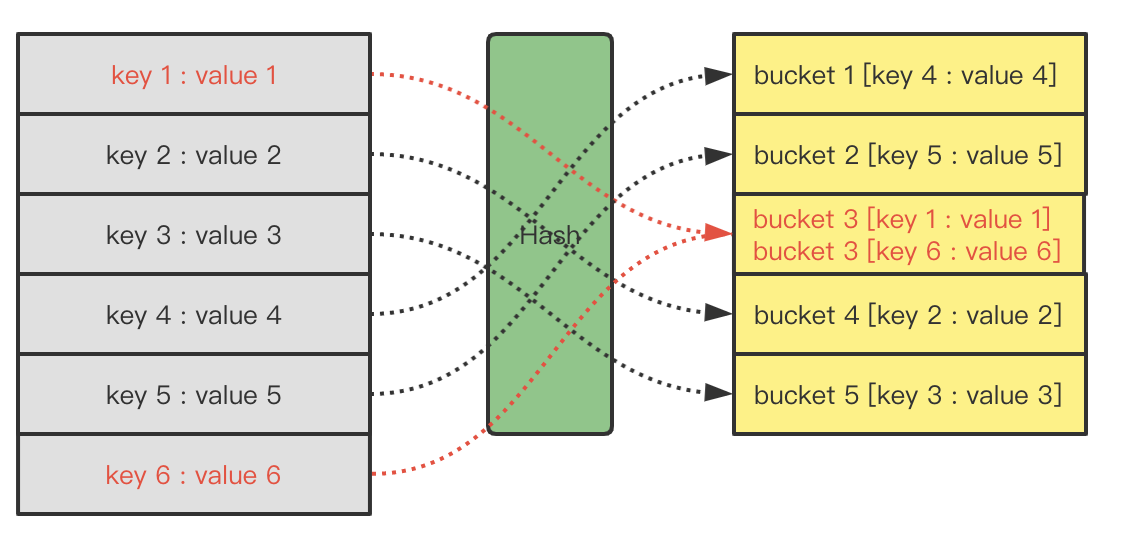 key 1 : value 1
key 2 : value 2
key 3 : value 3
key 4 : value 4
key 5 : value 5
key 6 : value 6
Hash
bucket 1 [key 4 : value 4]
bucket 2 [key 5 : value 5]
bucket 3 [key 1 : value 1]
bucket 3 [key 6 : value 6]
bucket 4 [key 2 : value 2]
bucket 5 [key 3 : value 3]